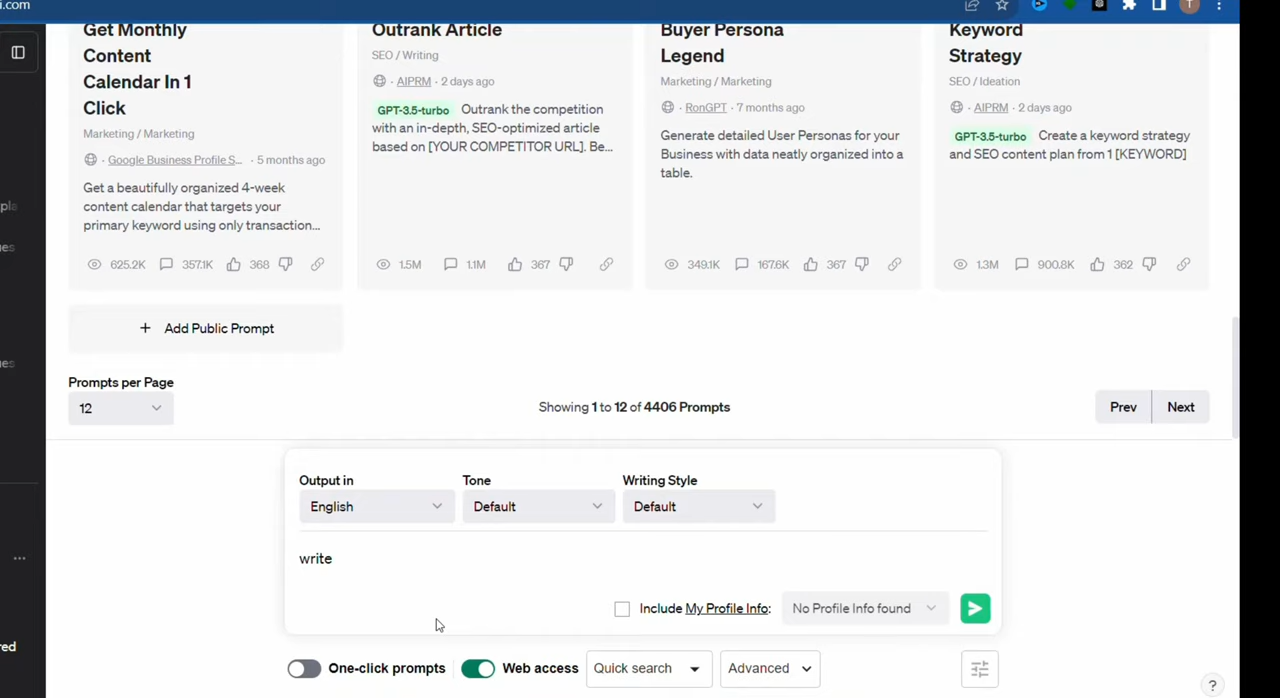 i.com
T
Get Monthly
Content
Calendar In 1
Click
Marketing / Marketing
· Google Business Profile S... · 5 months ago
Get a beautifully organized 4-week
content calendar that targets your
primary keyword using only transaction...
625.2K 357.1K 368
Outrank Article
SEO / Writing
· AIPRM · 2 days ago
GPT-3.5-turbo Outrank the competition
with an in-depth, SEO-optimized article
based on [YOUR COMPETITOR URL]. Be...
1.5M 1.1M 367
Buyer Persona
Legend
Marketing / Marketing
· RonGPT · 7 months ago
Generate detailed User Personas for your
Business with data neatly organized into a
table.
349.1K 167.6K 367
Keyword
Strategy
SEO / Ideation
· AIPRM · 2 days ago
GPT-3.5-turbo Create a keyword strategy
and SEO content plan from 1 [KEYWORD]
1.3M 900.8K 362
+ Add Public Prompt
Prompts per Page
12
Showing 1 to 12 of 4406 Prompts
Prev Next
Output in Tone Writing Style
English Default Default
write
Include My Profile Info: No Profile Info found
One-click prompts Web access Quick search Advanced
?
pla
ues
ues
...
red